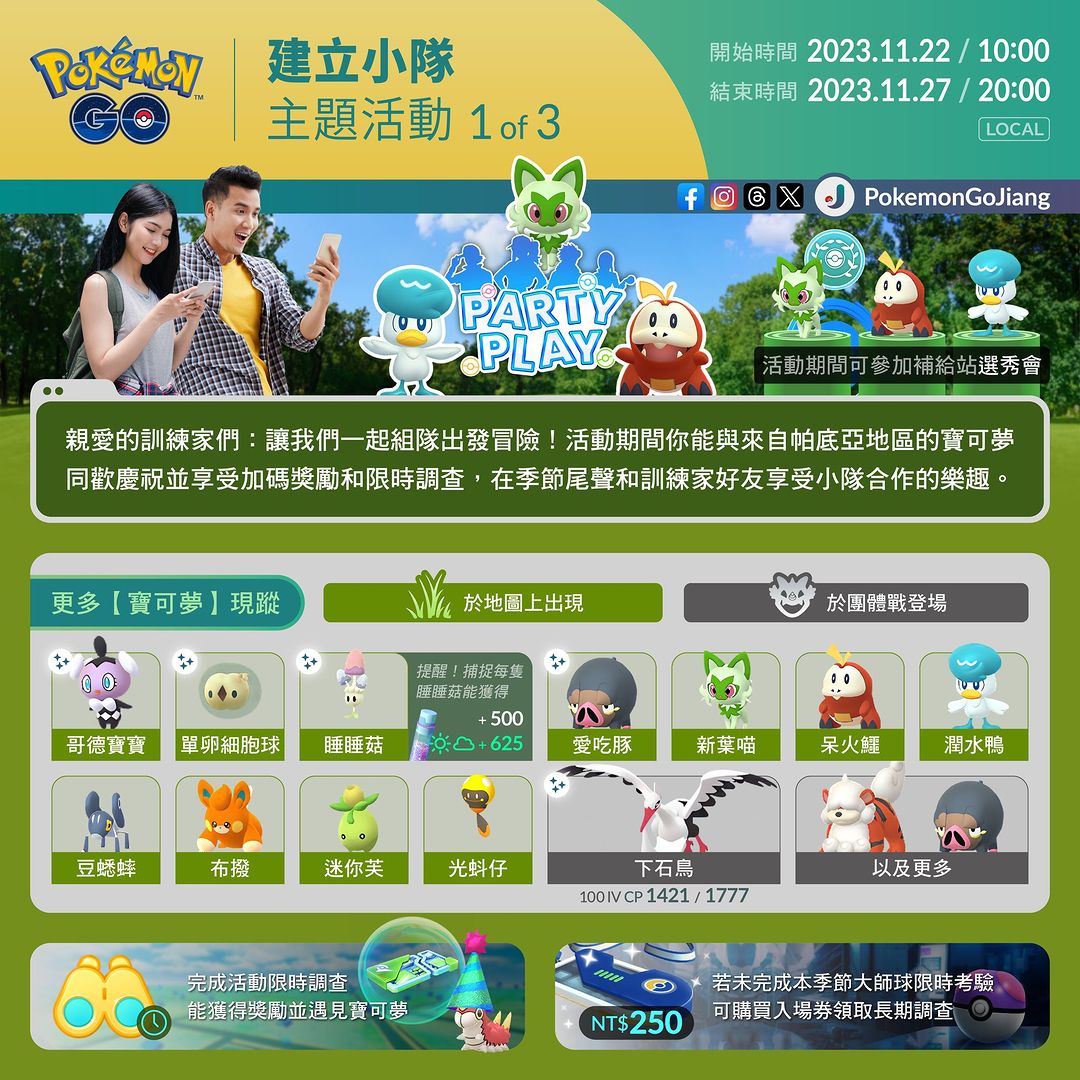 POKÉMON GO
TM
建立小隊
主題活動 1 of 3
開始時間 2023.11.22 / 10:00
結束時間 2023.11.27 / 20:00
LOCAL
PokemonGoJiang
PARTY
PLAY
活動期間可參加補給站選秀會
親愛的訓練家們：讓我們一起組隊出發冒險！活動期間你能與來自帕底亞地區的寶可夢
同歡慶祝並享受加碼獎勵和限時調查，在季節尾聲和訓練家好友享受小隊合作的樂趣。
更多【寶可夢】現蹤
於地圖上出現
於團體戰登場
哥德寶寶
單卵細胞球
睡睡菇
提醒！捕捉每隻
睡睡菇能獲得
+500
+625
愛吃豚
新葉喵
呆火鱷
潤水鴨
豆蟋蟀
布撥
迷你芙
光蚪仔
下石鳥
100 IV CP 1421 / 1777
以及更多
完成活動限時調查
能獲得獎勵並遇見寶可夢
NT$250
若未完成本季節大師球限時考驗
可購買入場券領取長期調查